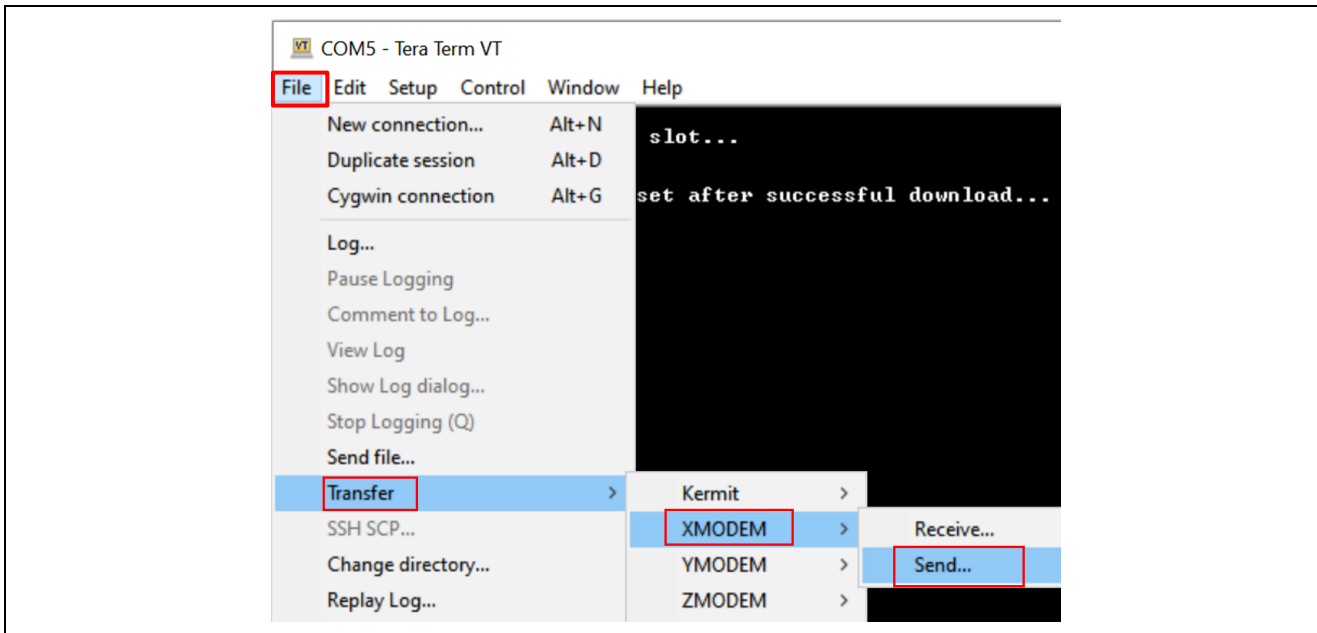 COM5 - Tera Term VT
File Edit Setup Control Window Help
New connection... Alt+N
Duplicate session Alt+D
Cygwin connection Alt+G
Log...
Pause Logging
Comment to Log...
View Log
Show Log dialog...
Stop Logging (Q)
Send file...
Transfer >
SSH SCP...
Change directory...
Replay Log...
slot...
set after successful download...
Kermit >
XMODEM >
YMODEM >
ZMODEM >
Receive...
Send...